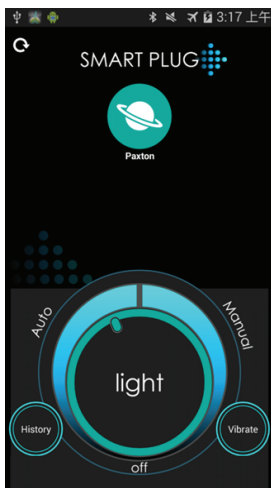 3:17 上午
SMART PLUG
Paxton
Auto
Manual
light
History
Vibrate
off